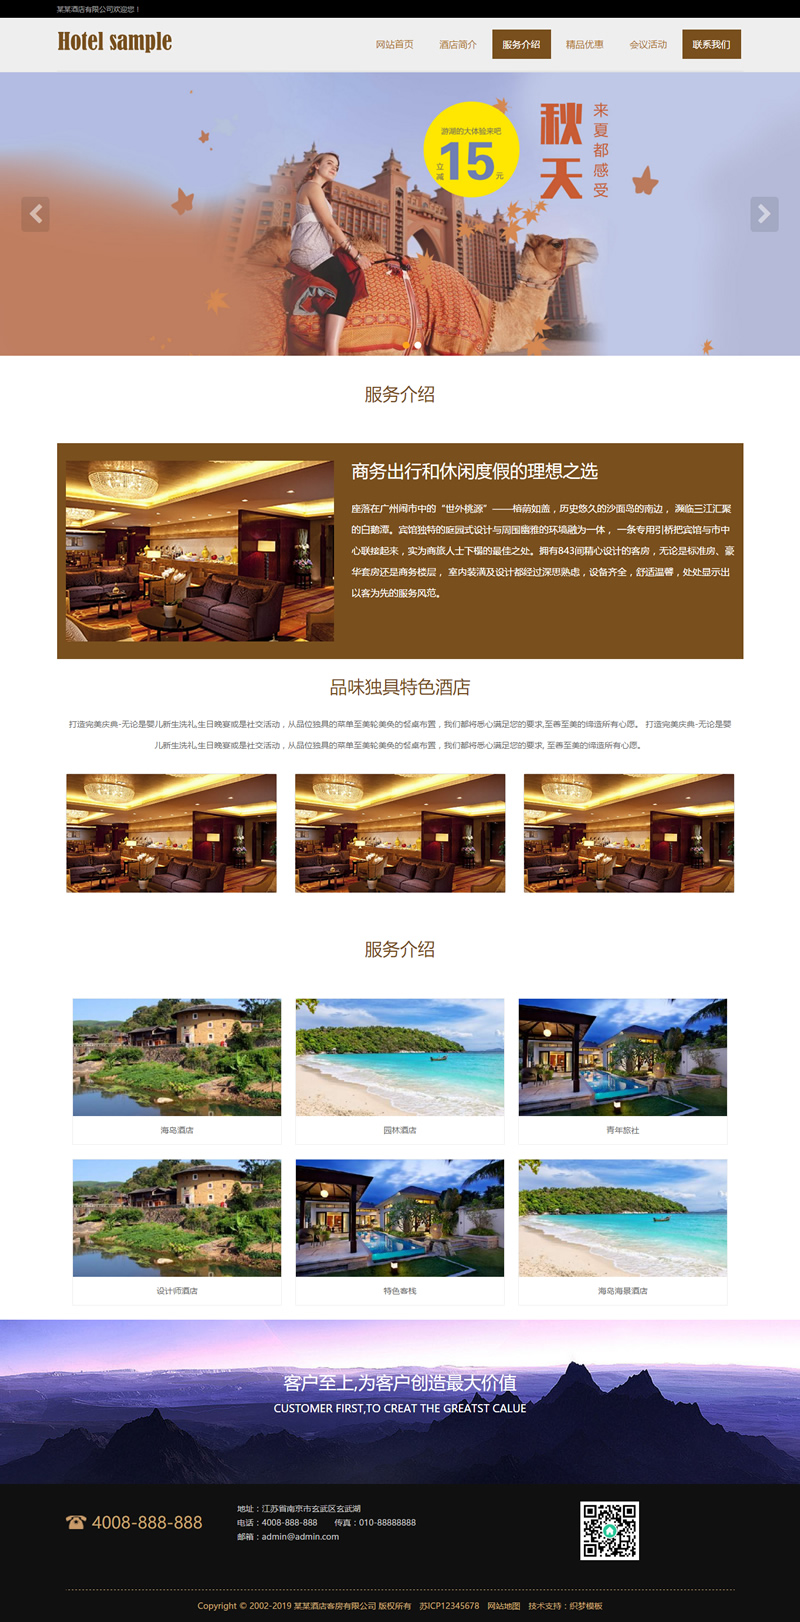 某某酒店有限公司欢迎您！
Hotel sample
网站首页 酒店简介 服务介绍 精品优惠 会议活动 联系我们
游湖的大体验来吧
立减 15 元
秋天
来夏都感受
服务介绍
商务出行和休闲度假的理想之选
座落在广州闹市中的“世外桃源”——榕荫如盖，历史悠久的沙面岛的南边， 濒临三江汇聚
的白鹅潭。宾馆独特的庭园式设计与周围幽雅的环境融为一体， 一条专用引桥把宾馆与市中
心联接起来，实为商旅人士下榻的最佳之处。拥有843间精心设计的客房，无论是标准房、豪
华套房还是商务楼层， 室内装潢及设计都经过深思熟虑，设备齐全，舒适温馨，处处显示出
以客为先的服务风范。
品味独具特色酒店
打造完美庆典-无论是婴儿新生洗礼,生日晚宴或是社交活动，从品位独具的菜单至美轮美奂的餐桌布置，我们都将悉心满足您的要求,至善至美的缔造所有心愿。 打造完美庆典-无论是婴
儿新生洗礼,生日晚宴或是社交活动，从品位独具的菜单至美轮美奂的餐桌布置，我们都将悉心满足您的要求, 至善至美的缔造所有心愿。
服务介绍
海岛酒店 园林酒店 青年旅社
设计师酒店 特色客栈 海岛海景酒店
客户至上,为客户创造最大价值
CUSTOMER FIRST,TO CREAT THE GREATST CALUE
4008-888-888
地址：江苏省南京市玄武区玄武湖
电话：4008-888-888 传真：010-88888888
邮箱：admin@admin.com
Copyright © 2002-2019 某某酒店客房有限公司 版权所有 苏ICP12345678 网站地图 技术支持：织梦模板